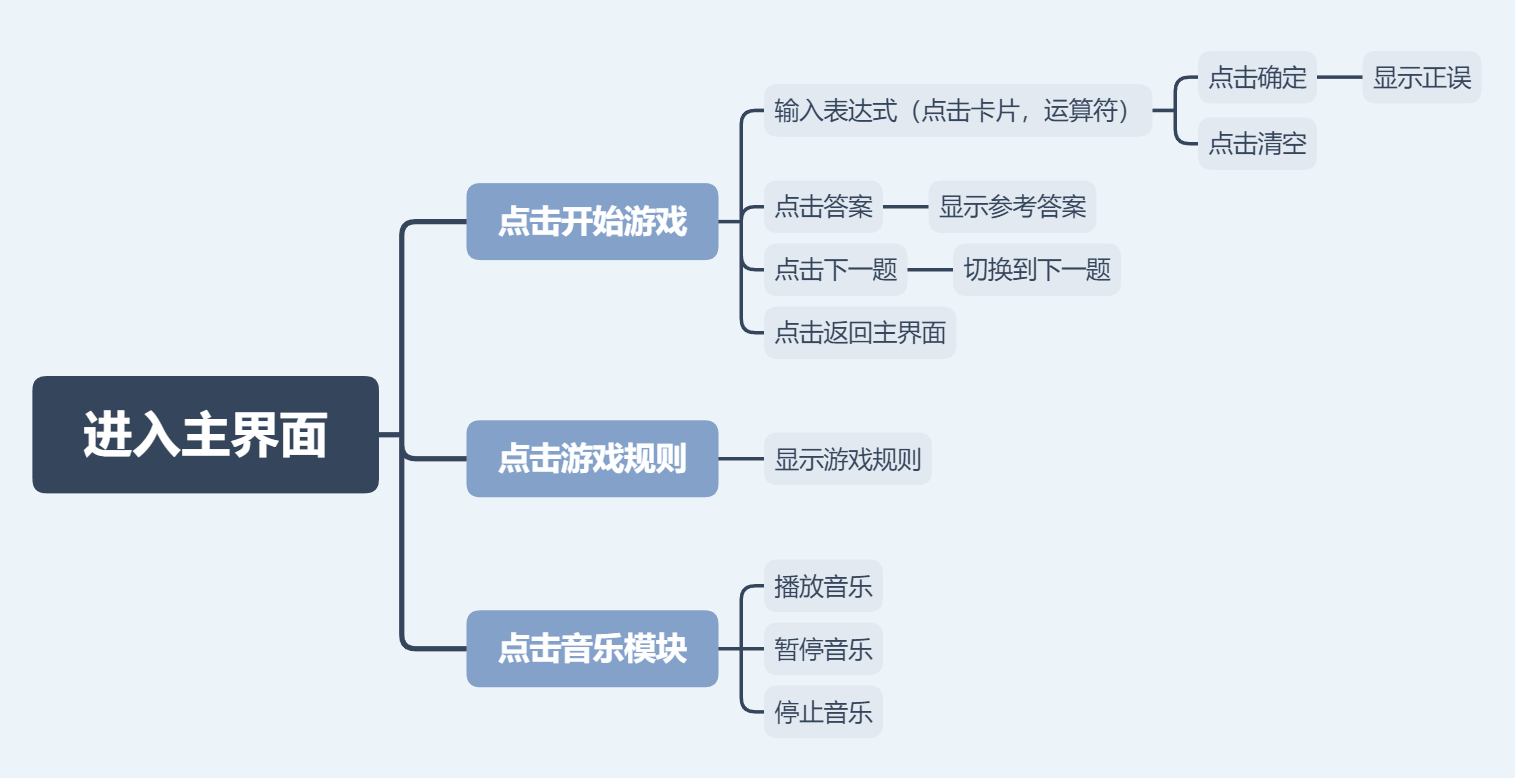 进入主界面
点击开始游戏
输入表达式（点击卡片，运算符）
点击确定
显示正误
点击清空
点击答案
显示参考答案
点击下一题
切换到下一题
点击返回主界面
点击游戏规则
显示游戏规则
点击音乐模块
播放音乐
暂停音乐
停止音乐